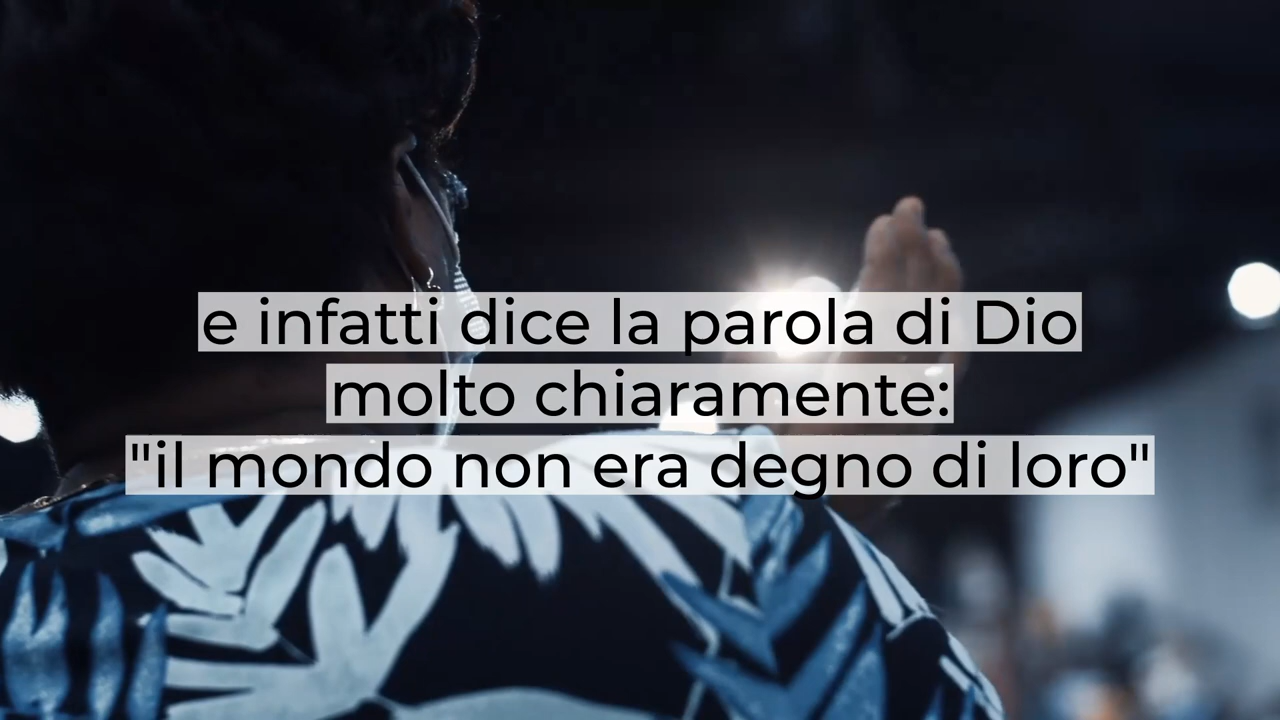 e infatti dice la parola di Dio
molto chiaramente:
"il mondo non era degno di loro"